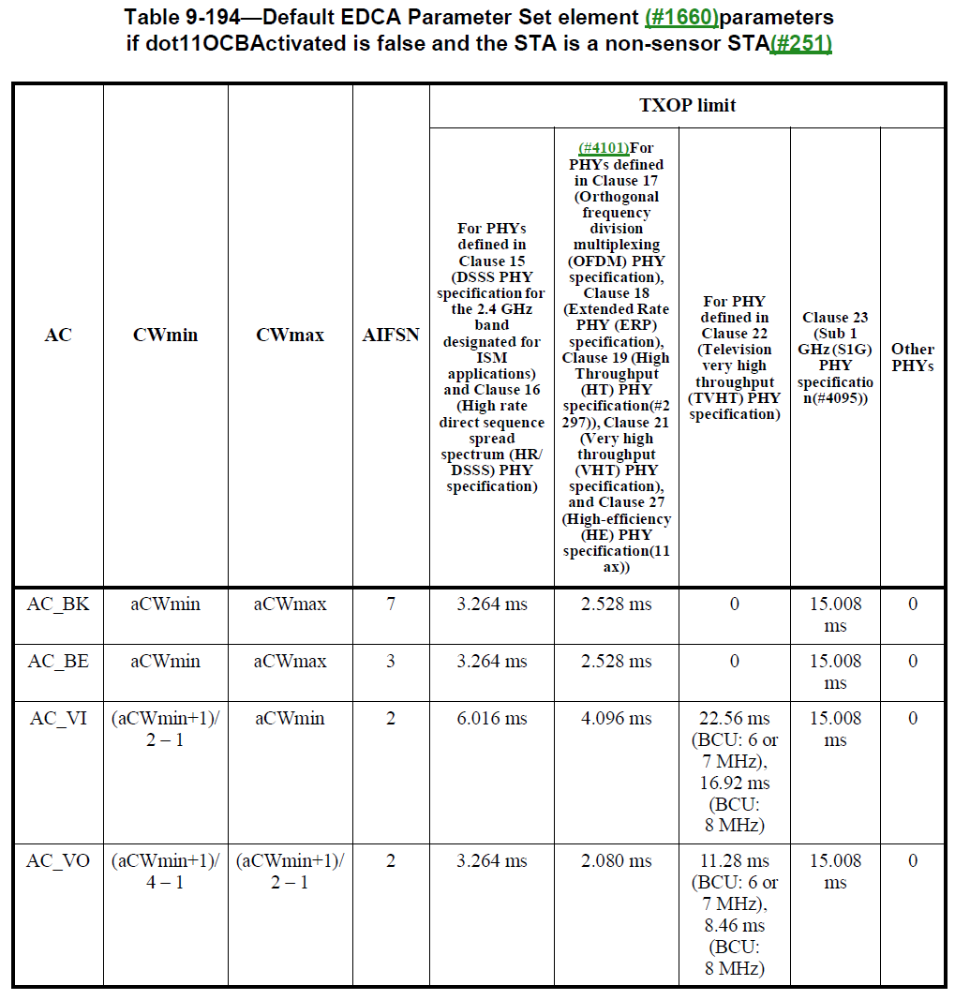 Table 9-194—Default EDCA Parameter Set element (#1660)parameters
if dot11OCBActivated is false and the STA is a non-sensor STA(#251)
AC
CWmin
CWmax
AIFSN
TXOP limit
For PHYs
defined in
Clause 15
(DSSS PHY
specification for
the 2.4 GHz
band
designated for
ISM
applications)
and Clause 16
(High rate
direct sequence
spread
spectrum (HR/
DSSS) PHY
specification)
(#4101)For
PHYs defined
in Clause 17
(Orthogonal
frequency
division
multiplexing
(OFDM) PHY
specification),
Clause 18
(Extended Rate
PHY (ERP)
specification),
Clause 19 (High
Throughput
(HT) PHY
specification(#2
297)), Clause 21
(Very high
throughput
(VHT) PHY
specification),
and Clause 27
(High-efficiency
(HE) PHY
specification(11
ax))
For PHY
defined in
Clause 22
(Television
very high
throughput
(TVHT) PHY
specification)
Clause 23
(Sub 1
GHz (S1G)
PHY
specificatio
n(#4095))
Other
PHYs
AC_BK
aCWmin
aCWmax
7
3.264 ms
2.528 ms
0
15.008
ms
0
AC_BE
aCWmin
aCWmax
3
3.264 ms
2.528 ms
0
15.008
ms
0
AC_VI
(aCWmin+1)/
2 – 1
aCWmin
2
6.016 ms
4.096 ms
22.56 ms
(BCU: 6 or
7 MHz),
16.92 ms
(BCU:
8 MHz)
15.008
ms
0
AC_VO
(aCWmin+1)/
4 – 1
(aCWmin+1)/
2 – 1
2
3.264 ms
2.080 ms
11.28 ms
(BCU: 6 or
7 MHz),
8.46 ms
(BCU:
8 MHz)
15.008
ms
0